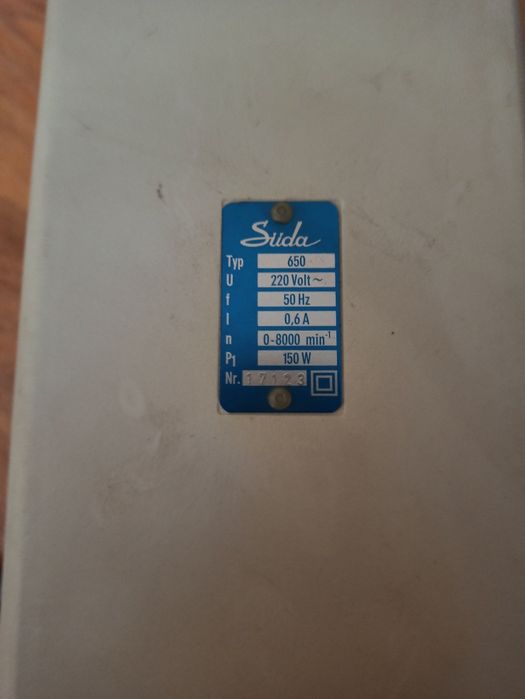 Süda
Typ 650
U 220 Volt ~
f 50 Hz
I 0,6 A
n 0-8000 min⁻¹
P1 150 W
Nr. 17123